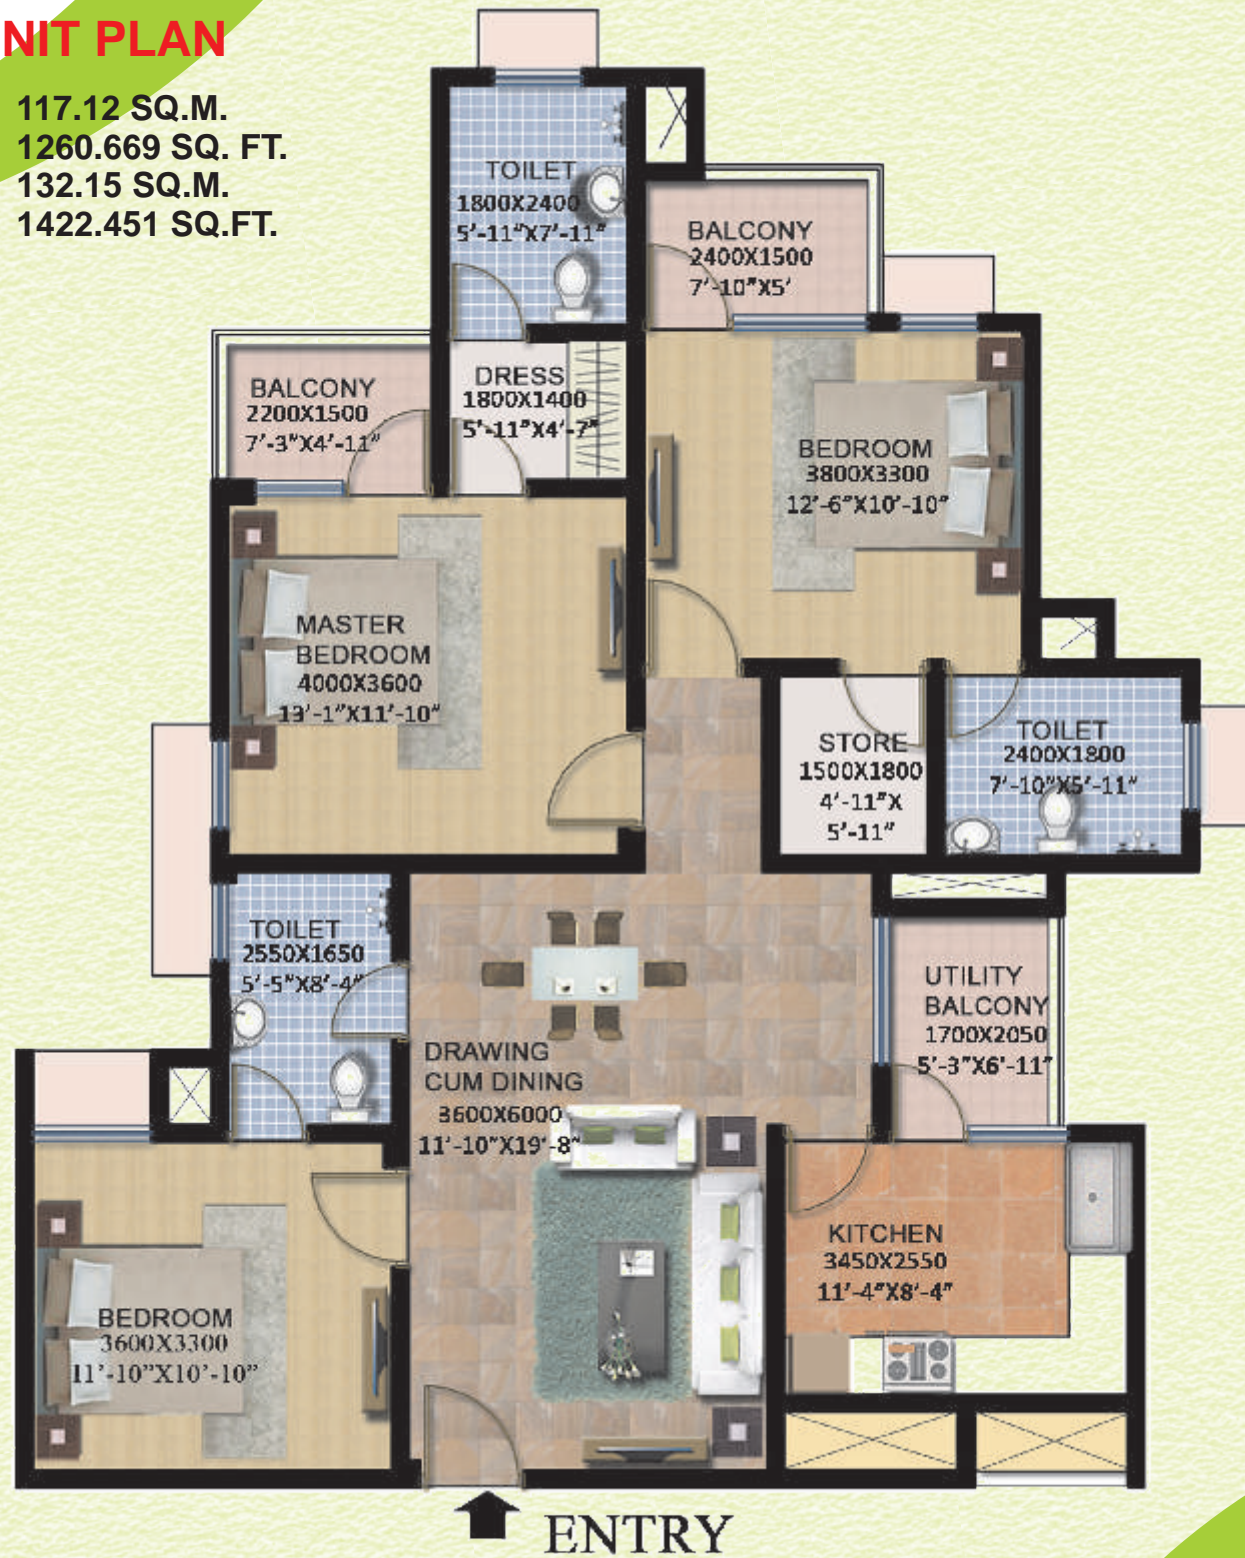 NIT PLAN
117.12 SQ.M.
1260.669 SQ. FT.
132.15 SQ.M.
1422.451 SQ.FT.
TOILET
1800X2400
5'-11"X7'-11"
BALCONY
2400X1500
7'-10"X5'
BALCONY
2200X1500
7'-3"X4'-11"
DRESS
1800X1400
5'-11"X4'-7"
BEDROOM
3800X3300
12'-6"X10'-10"
MASTER
BEDROOM
4000X3600
13'-1"X11'-10"
STORE
1500X1800
4'-11"X
5'-11"
TOILET
2400X1800
7'-10"X5'-11"
TOILET
2550X1650
5'-5"X8'-4"
UTILITY
BALCONY
1700X2050
5'-3"X6'-11"
DRAWING
CUM DINING
3600X6000
11'-10"X19'-8"
KITCHEN
3450X2550
11'-4"X8'-4"
BEDROOM
3600X3300
11'-10"X10'-10"
ENTRY